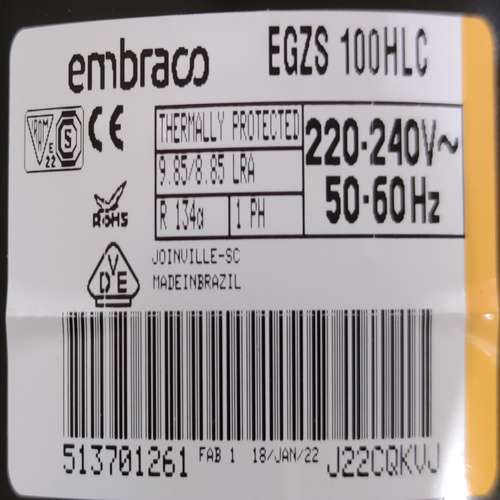 embraco EGZS 100HLC
THERMALLY PROTECTED
9.85/8.85 LRA
R 134a 1 PH
220-240V~
50-60Hz
E
22
S
CE
RoHS
JOINVILLE-SC
MADEINBRAZIL
VDE
513701261 FAB 1 18/JAN/22 J22CQKVJ